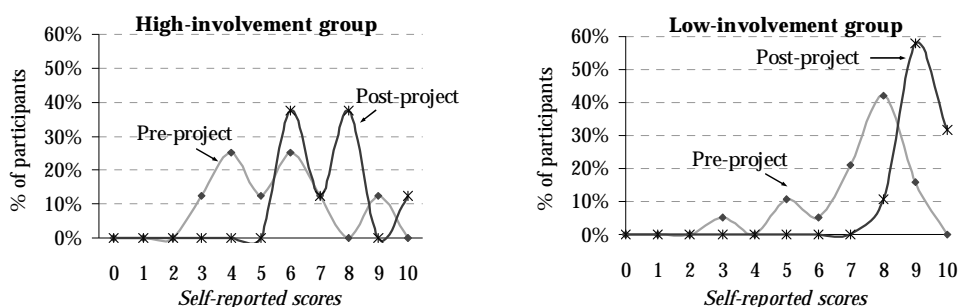 High-involvement group
60%
50%
40%
30%
20%
10%
0%
% of participants
Pre-project
Post-project
0 1 2 3 4 5 6 7 8 9 10
Self-reported scores
Low-involvement group
60%
50%
40%
30%
20%
10%
0%
% of participants
Post-project
Pre-project
0 1 2 3 4 5 6 7 8 9 10
Self-reported scores